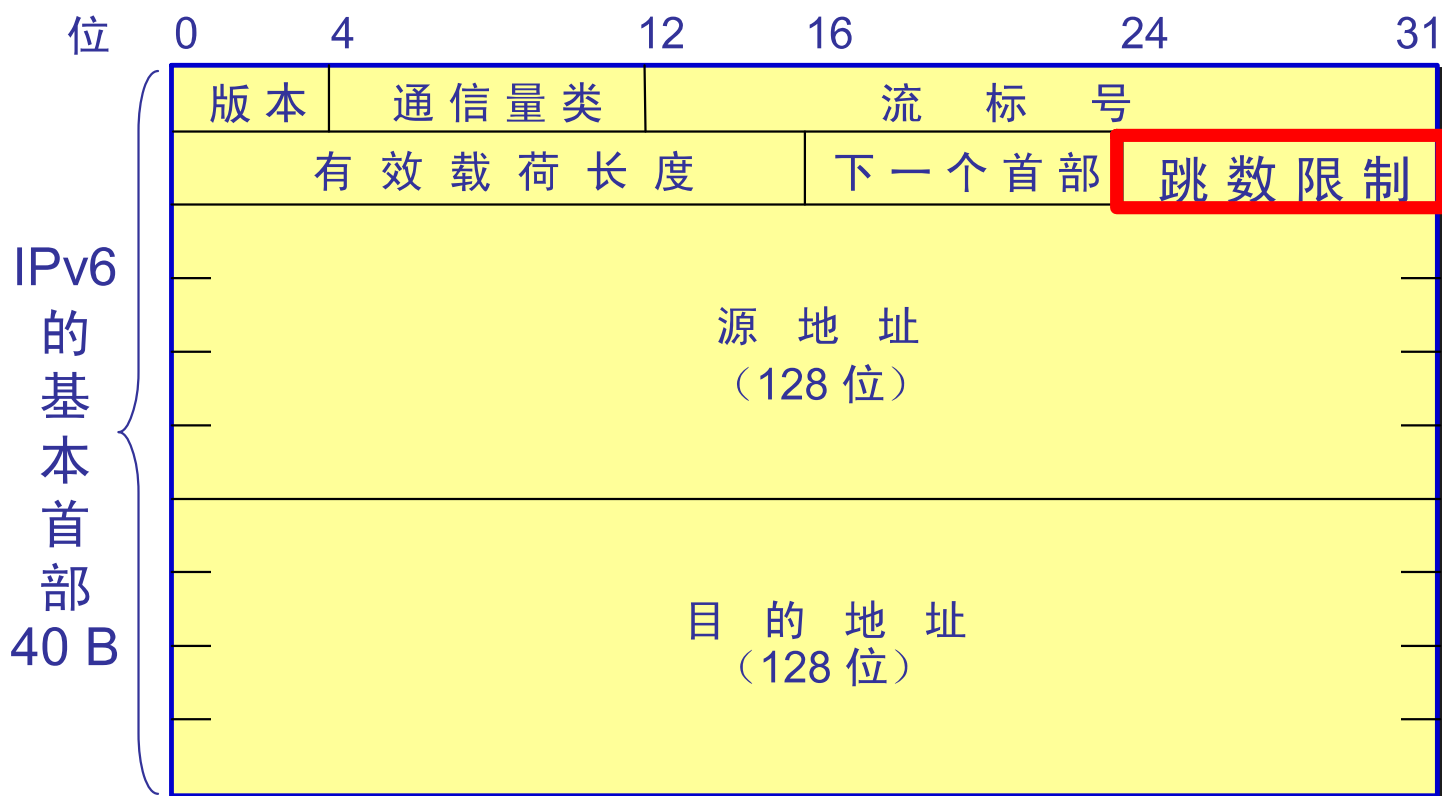 位 0 4 12 16 24 31
版本 通信量类 流标号
有效载荷长度 下一个首部 跳数限制
IPv6
的
基
本
首
部
40 B
源地址
（128 位）
目的地址
（128 位）